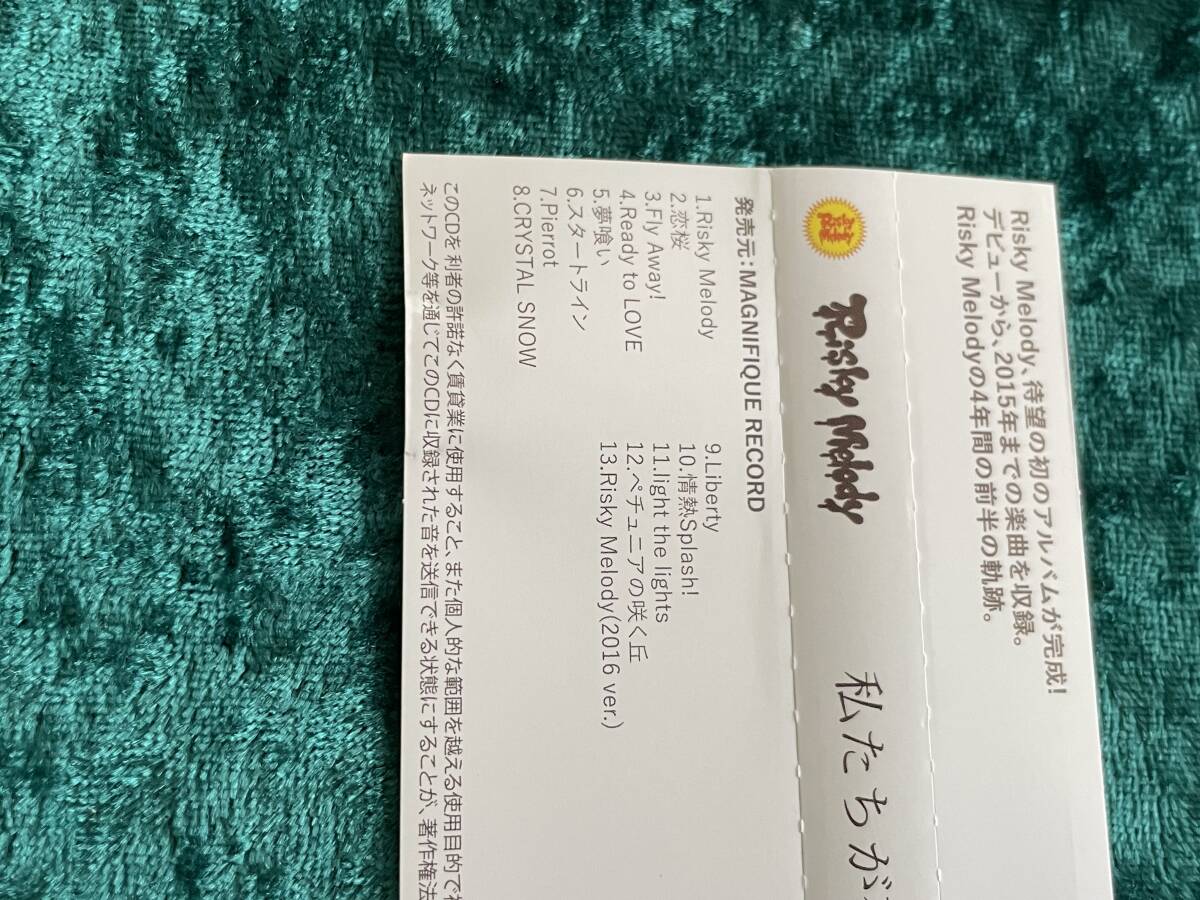 Risky Melody、待望の初のアルバムが完成!
デビューから、2015年までの楽曲を収録。
Risky Melodyの4年間の前半の軌跡。
Risky Melody
私たちが
発売元:MAGNIFIQUE RECORD
1.Risky Melody
2.恋桜
3.Fly Away!
4.Ready to LOVE
5.夢喰い
6.スタートライン
7.Pierrot
8.CRYSTAL SNOW
9.Liberty
10.情熱Splash!
11.light the lights
12.ペチュニアの咲く丘
13.Risky Melody(2016 ver.)
このCDを利者の許諾なく賃貸業に使用すること、また個人的な範囲を越える使用目的で複
ネットワーク等を通じてこのCDに収録された音を送信できる状態にすることが、著作権法